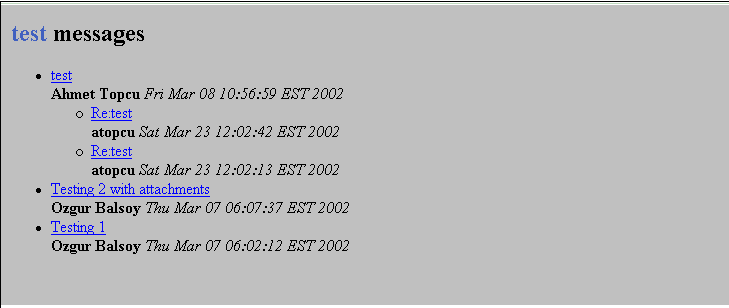 test messages
test
Ahmet Topcu Fri Mar 08 10:56:59 EST 2002
Re:test
atopcu Sat Mar 23 12:02:42 EST 2002
Re:test
atopcu Sat Mar 23 12:02:13 EST 2002
Testing 2 with attachments
Ozgur Balsoy Thu Mar 07 06:07:37 EST 2002
Testing 1
Ozgur Balsoy Thu Mar 07 06:02:12 EST 2002